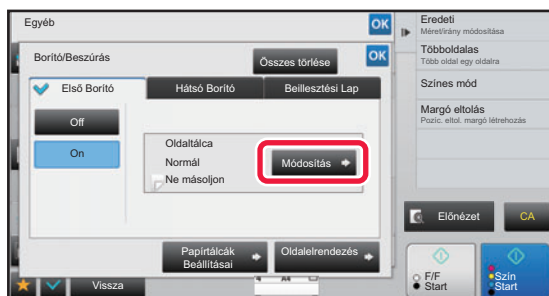 Egyéb
OK
Borító/Beszúrás
Összes törlése
OK
Első Borító
Hátsó Borító
Beillesztési Lap
Off
On
Oldaltálca
Normál
Ne másoljon
Módosítás
Papírtálcák
Beállításai
Oldalelrendezés
Vissza
A4
Eredeti
Méret/irány módosítása
Többoldalas
Több oldal egy oldalra
Színes mód
Margó eltolás
Pozíc. eltol. margó létrehozás
Előnézet
CA
F/F
Start
Szín
Start